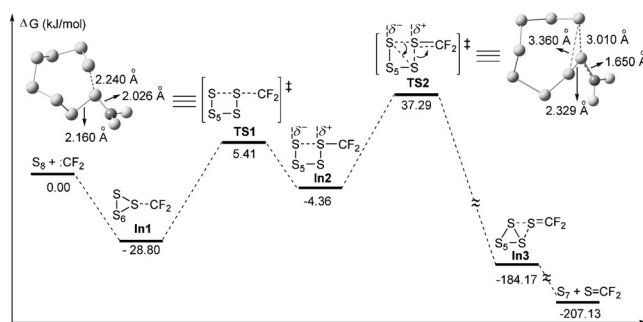 ΔG (kJ/mol)
2.240 Å
2.026 Å
2.160 Å
S₈ + :CF₂
0.00
S
S
S₆
CF₂
In1
- 28.80
S
S
CF₂
S₅
S
‡
TS1
5.41
δ⁻
δ⁺
S
S
CF₂
S₅
S
In2
-4.36
δ⁻
δ⁺
‡
S
S
CF₂
S₅
S
TS2
37.29
3.360 Å
3.010 Å
1.650 Å
2.329 Å
≈
S
S=CF₂
S₅
S
In3
-184.17
≈
S₇ + S=CF₂
-207.13